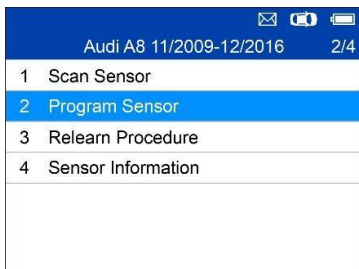 Audi A8 11/2009-12/2016 2/4
1 Scan Sensor
2 Program Sensor
3 Relearn Procedure
4 Sensor Information